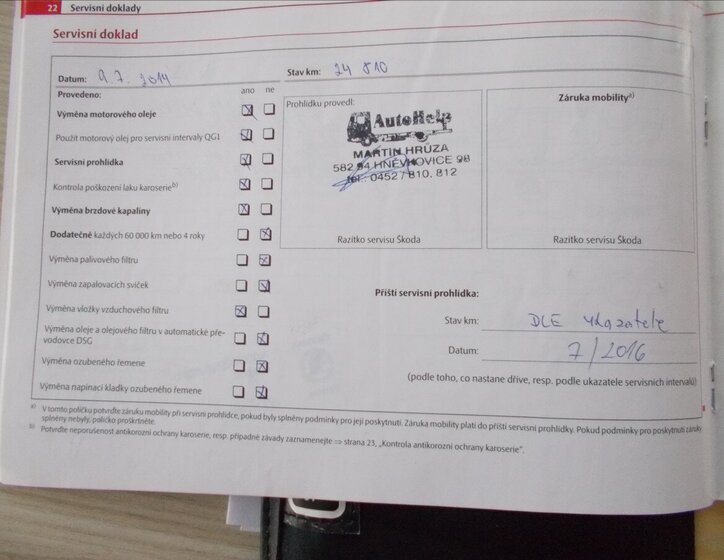 22 Servisní doklady
Servisní doklad
Datum: 9.7. 2014
Stav km: 24 810
Provedeno: ano ne
Výměna motorového oleje
Použit motorový olej pro servisní intervaly QG1
Servisní prohlídka
Kontrola poškození laku karoserie b)
Výměna brzdové kapaliny
Dodatečně každých 60 000 km nebo 4 roky
Výměna palivového filtru
Výměna zapalovacích svíček
Výměna vložky vzduchového filtru
Výměna oleje a olejového filtru v automatické pře-
vodovce DSG
Výměna ozubeného řemene
Výměna napínací kladky ozubeného řemene
Prohlídku provedl:
AutoHelp
MARTIN HRŮZA
582 94 HNĚVKOVICE 98
tel.: 0452 / 810. 812
Razítko servisu Škoda
Záruka mobility a)
Razítko servisu Škoda
Příští servisní prohlídka:
Stav km: DLE ukazatele
Datum: 7/2016
(podle toho, co nastane dříve, resp. podle ukazatele servisních intervalů)
a) V tomto políčku potvrďte záruku mobility při servisní prohlídce, pokud byly splněny podmínky pro její poskytnutí. Záruka mobility platí do příští servisní prohlídky. Pokud podmínky pro poskytnutí záruky
splněny nebyly, políčko proškrtněte.
b) Potvrďte neporušenost antikorozní ochrany karoserie, resp. případné závady zaznamenejte ⇒ strana 23, „Kontrola antikorozní ochrany karoserie".